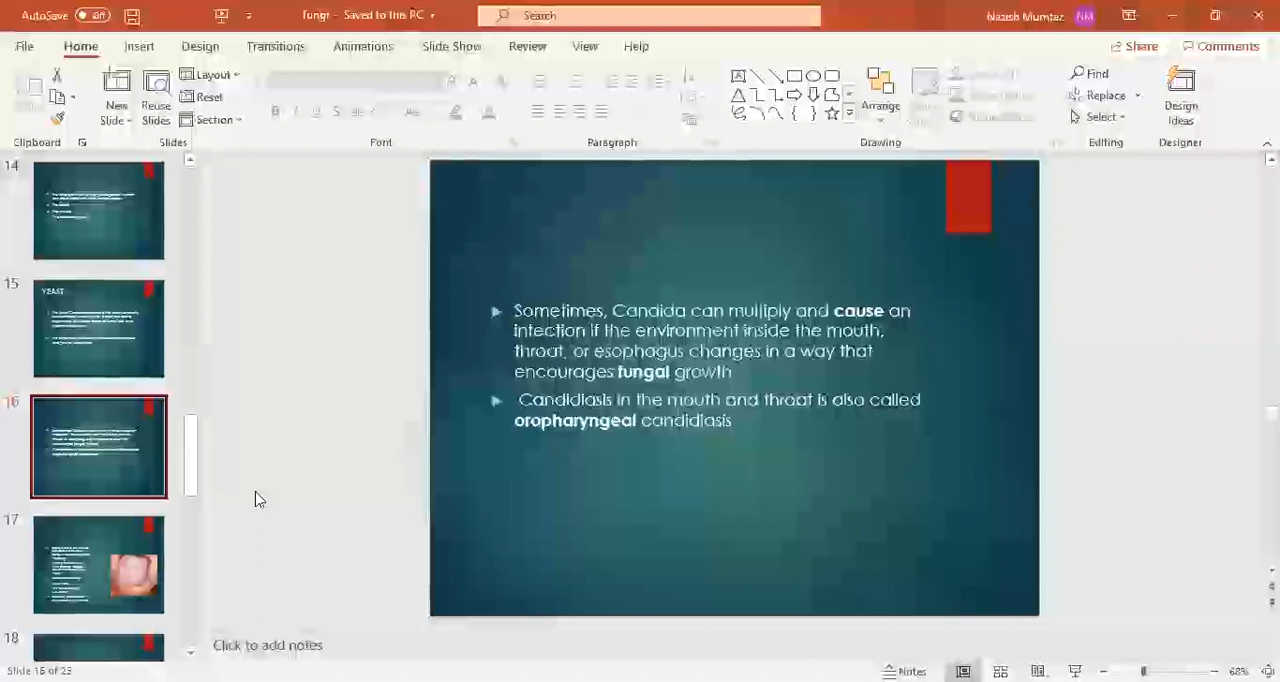 AutoSave Off fungi - Saved to this PC Search Nazish Mumtaz NM
File Home Insert Design Transitions Animations Slide Show Review View Help Share Comments
Layout Find
New Reuse Reset Arrange Replace Design
Slide Slides Section Select Ideas
Clipboard Slides Font Paragraph Drawing Editing Designer
14
15
YEAST
16
17
18
Sometimes, Candida can multiply and cause an
infection if the environment inside the mouth,
throat, or esophagus changes in a way that
encourages fungal growth
Candidiasis in the mouth and throat is also called
oropharyngeal candidiasis
Click to add notes
Slide 16 of 23 Notes 68%